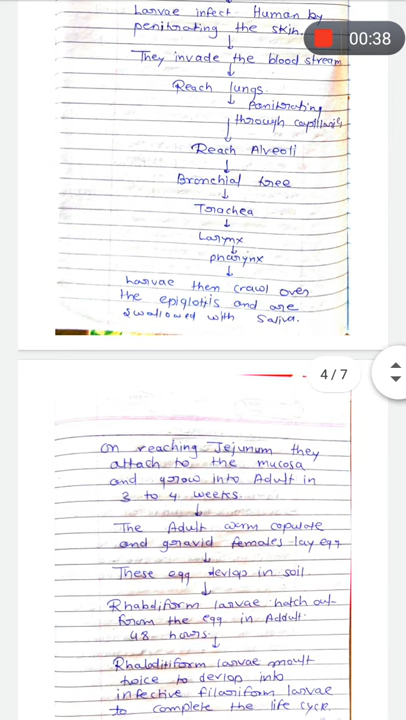 Larvae infect Human by
penitrating the skin.
00:38
They invade the blood stream
Reach lungs.
Penitrating
through capillaries
Reach Alveoli
Bronchial tree
Trachea
Larynx
pharynx
Larvae then crawl over
the epiglottis and are
swallowed with Saliva.
4/7
on reaching Jejunum they
attach to the mucosa
and grow into Adult in
3 to 4 weeks.
The Adult worm copulate
and gravid females lay egg
These egg devlop in soil
Rhabdiform larvae hatch out
from the egg in
48 hours.
Rhabditiform larvae moult
twice to devlop into
infective filariform larvae
to complete the life cycle.